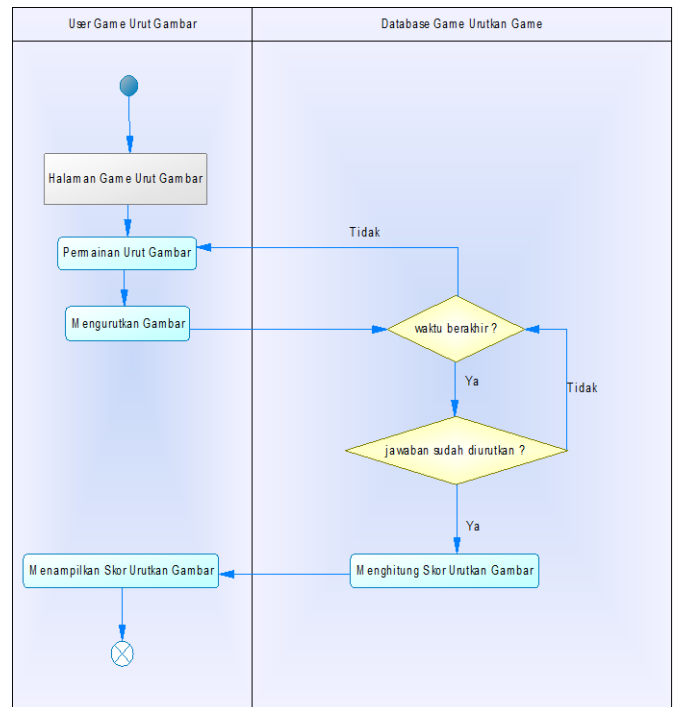 User Game Urut Gambar
Database Game Urutkan Game
Halaman Game Urut Gambar
Permainan Urut Gambar
Tidak
Mengurutkan Gambar
waktu berakhir ?
Ya
Tidak
jawaban sudah diurutkan ?
Ya
Menampilkan Skor Urutkan Gambar
Menghitung Skor Urutkan Gambar